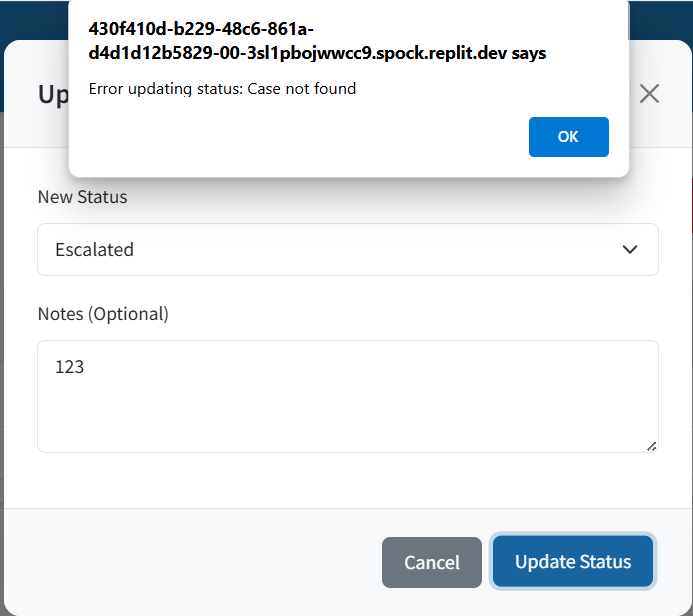 430f410d-b229-48c6-861a-
d4d1d12b5829-00-3sl1pbojwwcc9.spock.replit.dev says
Error updating status: Case not found
OK
Up
New Status
Escalated
Notes (Optional)
123
Cancel
Update Status